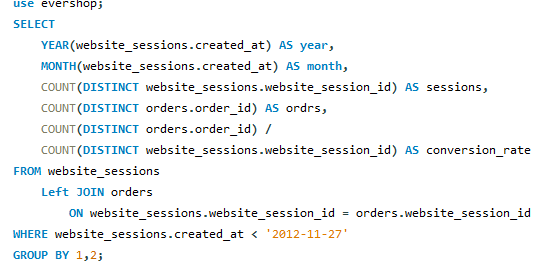 use evershop;
SELECT
YEAR(website_sessions.created_at) AS year,
MONTH(website_sessions.created_at) AS month,
COUNT(DISTINCT website_sessions.website_session_id) AS sessions,
COUNT(DISTINCT orders.order_id) AS ordrs,
COUNT(DISTINCT orders.order_id) /
COUNT(DISTINCT website_sessions.website_session_id) AS conversion_rate
FROM website_sessions
Left JOIN orders
ON website_sessions.website_session_id = orders.website_session_id
WHERE website_sessions.created_at < '2012-11-27'
GROUP BY 1,2;